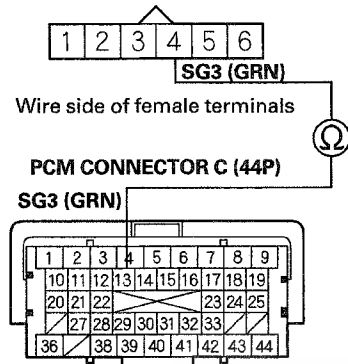 1 2 3 4 5 6
SG3 (GRN)
Wire side of female terminals
Ω
PCM CONNECTOR C (44P)
SG3 (GRN)
1 2 3 4 5 6 7 8 9
10 11 12 13 14 15 16 17 18 19
20 21 22 23 24 25
27 28 29 30 31 32 33
36 38 39 40 41 42 43 44